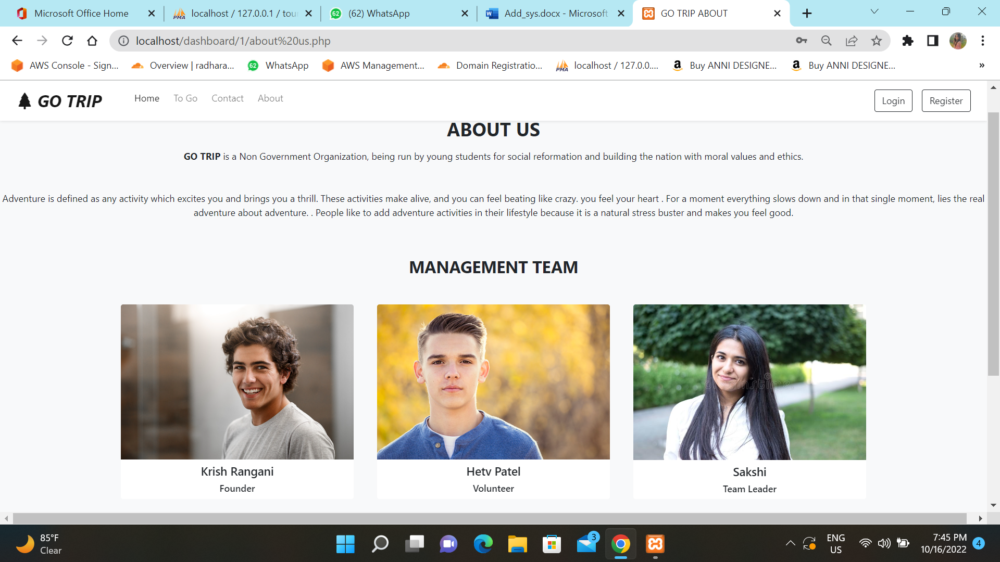 Microsoft Office Home
localhost / 127.0.0.1 / tour
(62) WhatsApp
Add_sys.docx - Microsoft
GO TRIP ABOUT
localhost/dashboard/1/about%20us.php
AWS Console - Sign...
Overview | radhara...
WhatsApp
AWS Management...
Domain Registratio...
localhost / 127.0.0....
Buy ANNI DESIGNE...
Buy ANNI DESIGNE...
»
GO TRIP
Home
To Go
Contact
About
Login
Register
ABOUT US
GO TRIP is a Non Government Organization, being run by young students for social reformation and building the nation with moral values and ethics.
Adventure is defined as any activity which excites you and brings you a thrill. These activities make alive, and you can feel beating like crazy. you feel your heart . For a moment everything slows down and in that single moment, lies the real
adventure about adventure. . People like to add adventure activities in their lifestyle because it is a natural stress buster and makes you feel good.
MANAGEMENT TEAM
dreamstime
Krish Rangani
Founder
Hetv Patel
Volunteer
Sakshi
Team Leader
85°F
Clear
3
ENG
US
7:45 PM
10/16/2022
4